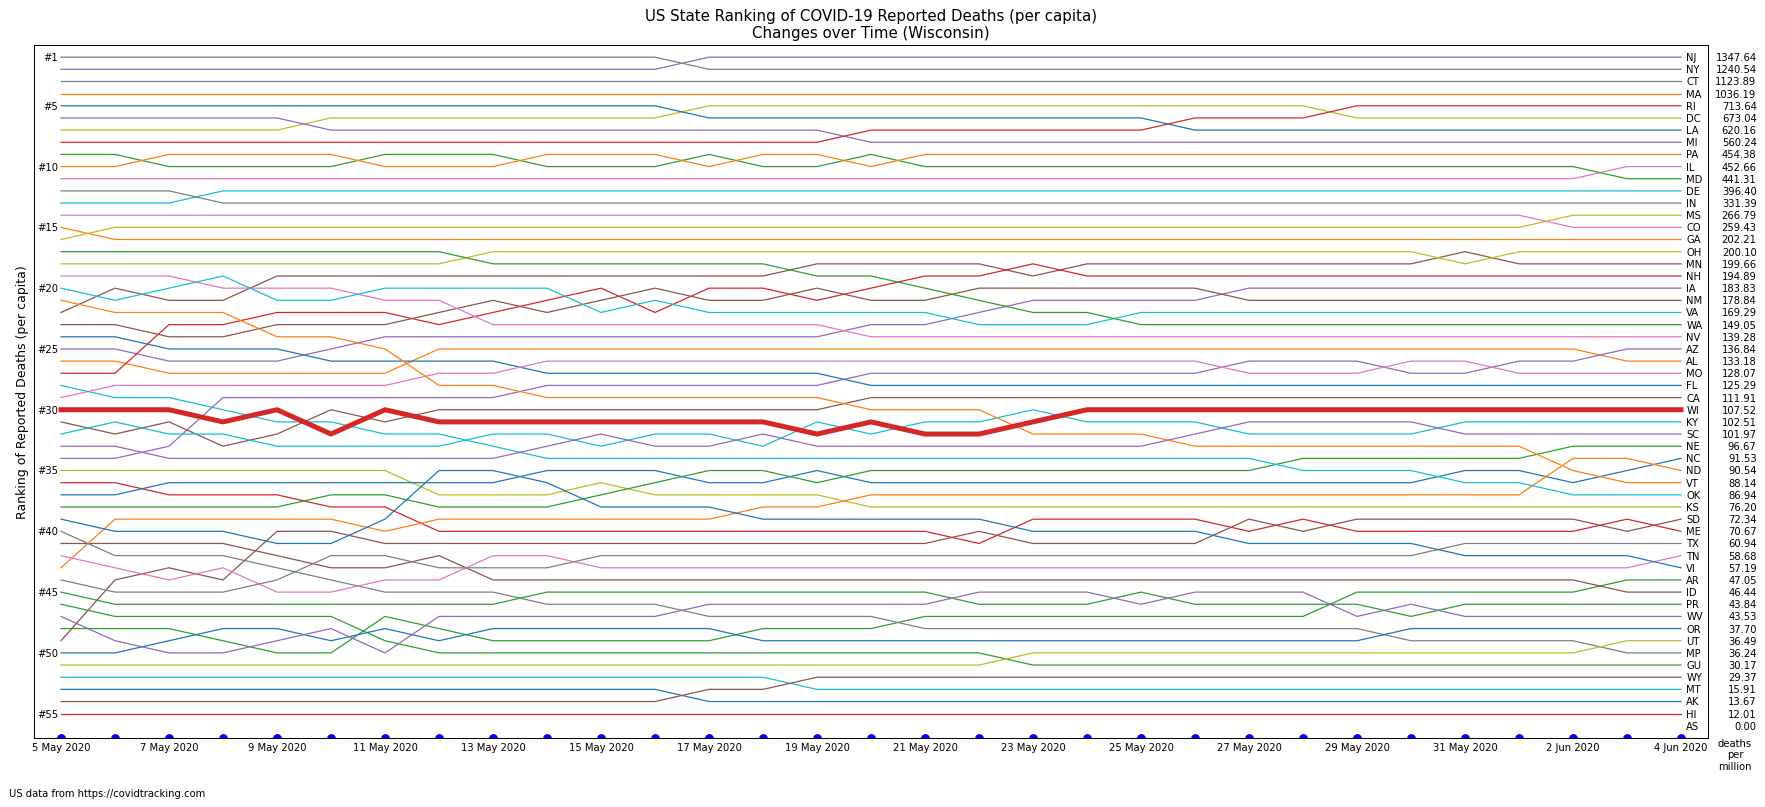 US State Ranking of COVID-19 Reported Deaths (per capita)
Changes over Time (Wisconsin)
Ranking of Reported Deaths (per capita)
#1
#5
#10
#15
#20
#25
#30
#35
#40
#45
#50
#55
NJ 1347.64
NY 1240.54
CT 1123.89
MA 1036.19
RI 713.64
DC 673.04
LA 620.16
MI 560.24
PA 454.38
IL 452.66
MD 441.31
DE 396.40
IN 331.39
MS 266.79
CO 259.43
GA 202.21
OH 200.10
MN 199.66
NH 194.89
IA 183.83
NM 178.84
VA 169.29
WA 149.05
NV 139.28
AZ 136.84
AL 133.18
MO 128.07
FL 125.29
CA 111.91
WI 107.52
KY 102.51
SC 101.97
NE 96.67
NC 91.53
ND 90.54
VT 88.14
OK 86.94
KS 76.20
SD 72.34
ME 70.67
TX 60.94
TN 58.68
VI 57.19
AR 47.05
ID 46.44
PR 43.84
WV 43.53
OR 37.70
UT 36.49
MP 36.24
GU 30.17
WY 29.37
MT 15.91
AK 13.67
HI 12.01
AS 0.00
5 May 2020 7 May 2020 9 May 2020 11 May 2020 13 May 2020 15 May 2020 17 May 2020 19 May 2020 21 May 2020 23 May 2020 25 May 2020 27 May 2020 29 May 2020 31 May 2020 2 Jun 2020 4 Jun 2020
deaths
per
million
US data from https://covidtracking.com